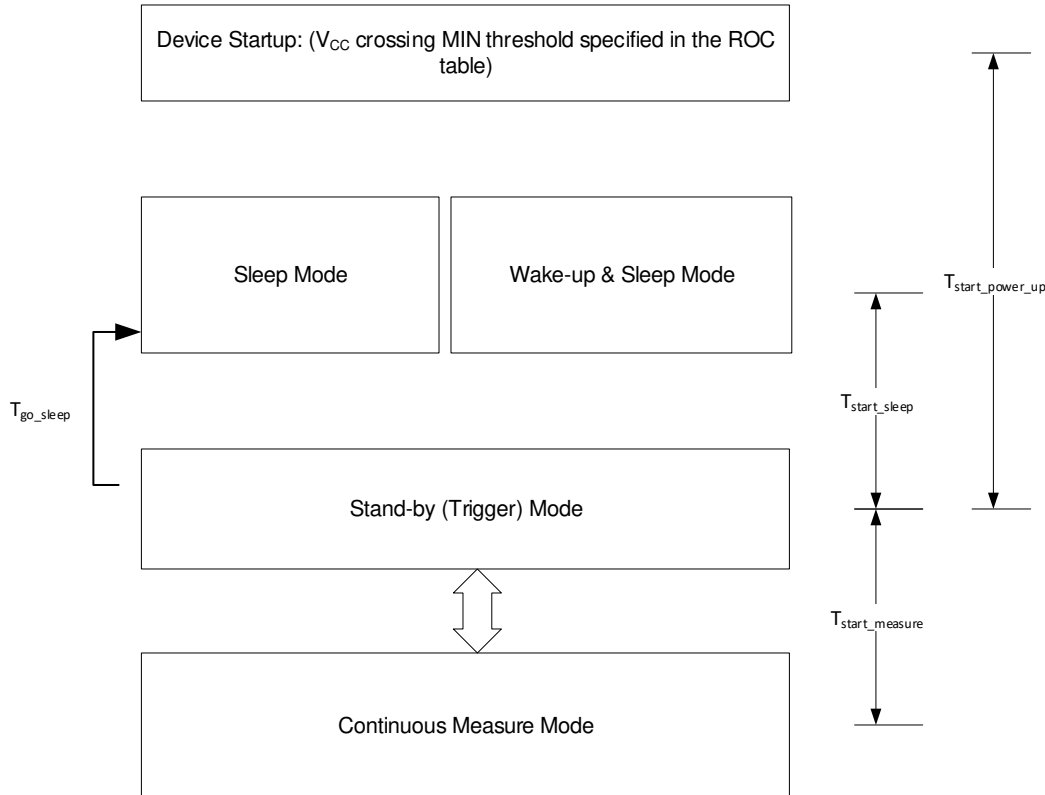 Device Startup: (VCC crossing MIN threshold specified in the ROC
table)
Sleep Mode
Wake-up & Sleep Mode
Tstart_power_up
Tgo_sleep
Tstart_sleep
Stand-by (Trigger) Mode
Tstart_measure
Continuous Measure Mode